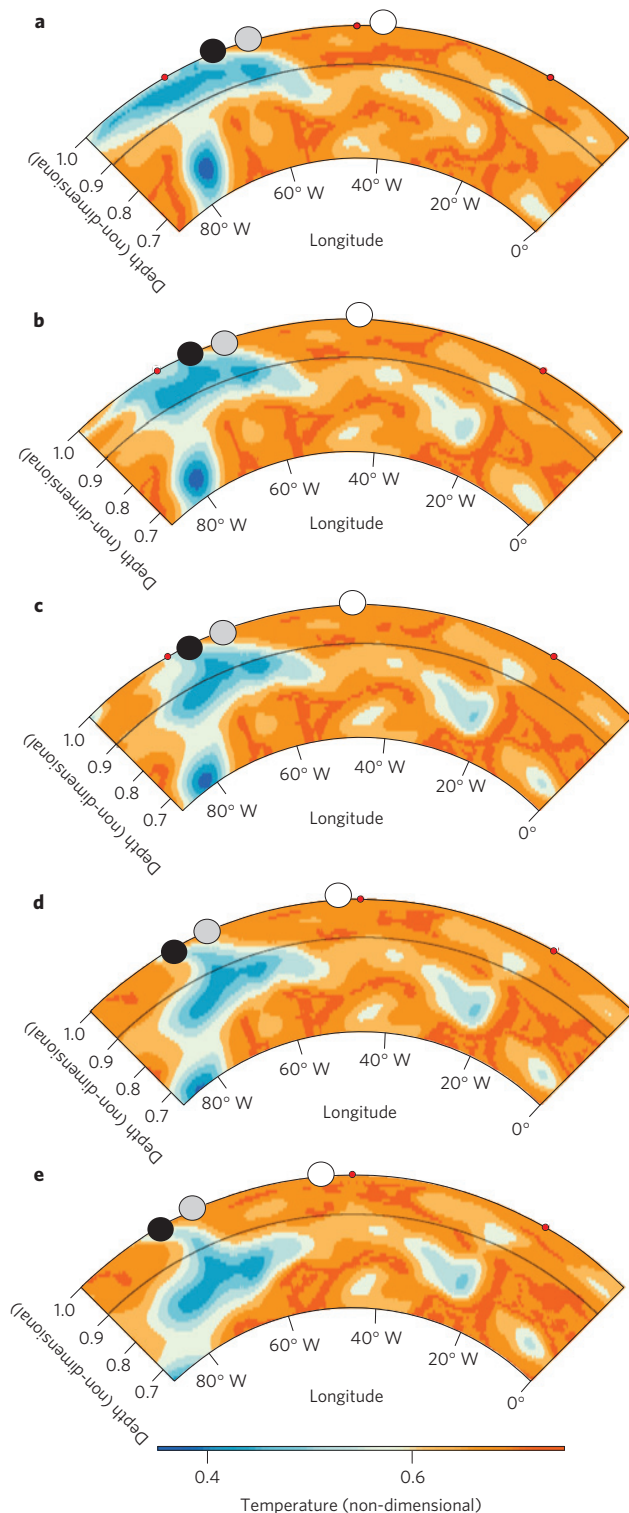 a
1.0
0.9
0.8
0.7
Depth (non-dimensional)
80° W
60° W
40° W
20° W
0°
Longitude
b
1.0
0.9
0.8
0.7
Depth (non-dimensional)
80° W
60° W
40° W
20° W
0°
Longitude
c
1.0
0.9
0.8
0.7
Depth (non-dimensional)
80° W
60° W
40° W
20° W
0°
Longitude
d
1.0
0.9
0.8
0.7
Depth (non-dimensional)
80° W
60° W
40° W
20° W
0°
Longitude
e
1.0
0.9
0.8
0.7
Depth (non-dimensional)
80° W
60° W
40° W
20° W
0°
Longitude
0.4
0.6
Temperature (non-dimensional)